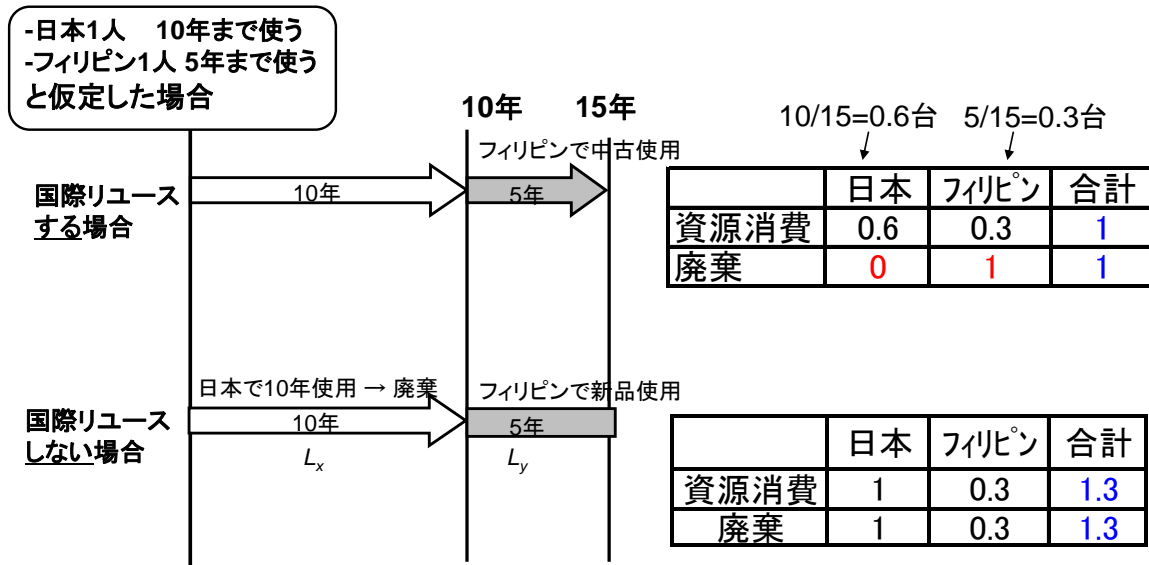 -日本1人 10年まで使う
-フィリピン1人 5年まで使う
と仮定した場合
10年 15年
10/15=0.6台 5/15=0.3台
フィリピンで中古使用
国際リユース
する場合
10年 5年
日本 フィリピン 合計
資源消費 0.6 0.3 1
廃棄 0 1 1
日本で10年使用 → 廃棄 フィリピンで新品使用
国際リユース
しない場合
10年 5年
Lx Ly
日本 フィリピン 合計
資源消費 1 0.3 1.3
廃棄 1 0.3 1.3